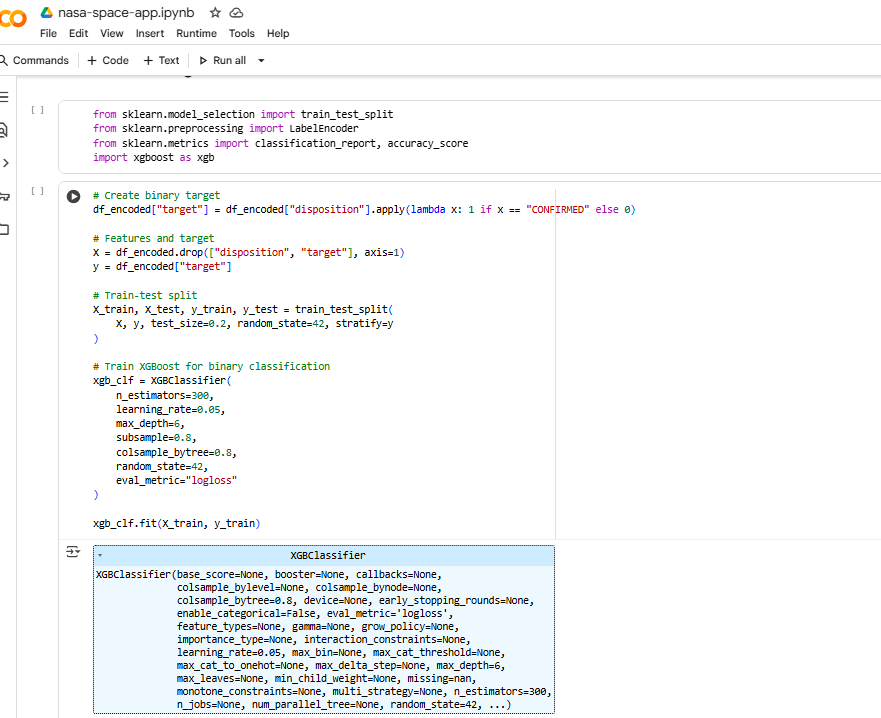 CO nasa-space-app.ipynb
File Edit View Insert Runtime Tools Help
Commands + Code + Text Run all
[ ]
from sklearn.model_selection import train_test_split
from sklearn.preprocessing import LabelEncoder
from sklearn.metrics import classification_report, accuracy_score
import xgboost as xgb
[ ]
# Create binary target
df_encoded["target"] = df_encoded["disposition"].apply(lambda x: 1 if x == "CONFIRMED" else 0)
# Features and target
X = df_encoded.drop(["disposition", "target"], axis=1)
y = df_encoded["target"]
# Train-test split
X_train, X_test, y_train, y_test = train_test_split(
X, y, test_size=0.2, random_state=42, stratify=y
)
# Train XGBoost for binary classification
xgb_clf = XGBClassifier(
n_estimators=300,
learning_rate=0.05,
max_depth=6,
subsample=0.8,
colsample_bytree=0.8,
random_state=42,
eval_metric="logloss"
)
xgb_clf.fit(X_train, y_train)
XGBClassifier
XGBClassifier(base_score=None, booster=None, callbacks=None,
colsample_bylevel=None, colsample_bynode=None,
colsample_bytree=0.8, device=None, early_stopping_rounds=None,
enable_categorical=False, eval_metric='logloss',
feature_types=None, gamma=None, grow_policy=None,
importance_type=None, interaction_constraints=None,
learning_rate=0.05, max_bin=None, max_cat_threshold=None,
max_cat_to_onehot=None, max_delta_step=None, max_depth=6,
max_leaves=None, min_child_weight=None, missing=nan,
monotone_constraints=None, multi_strategy=None, n_estimators=300,
n_jobs=None, num_parallel_tree=None, random_state=42, ...)